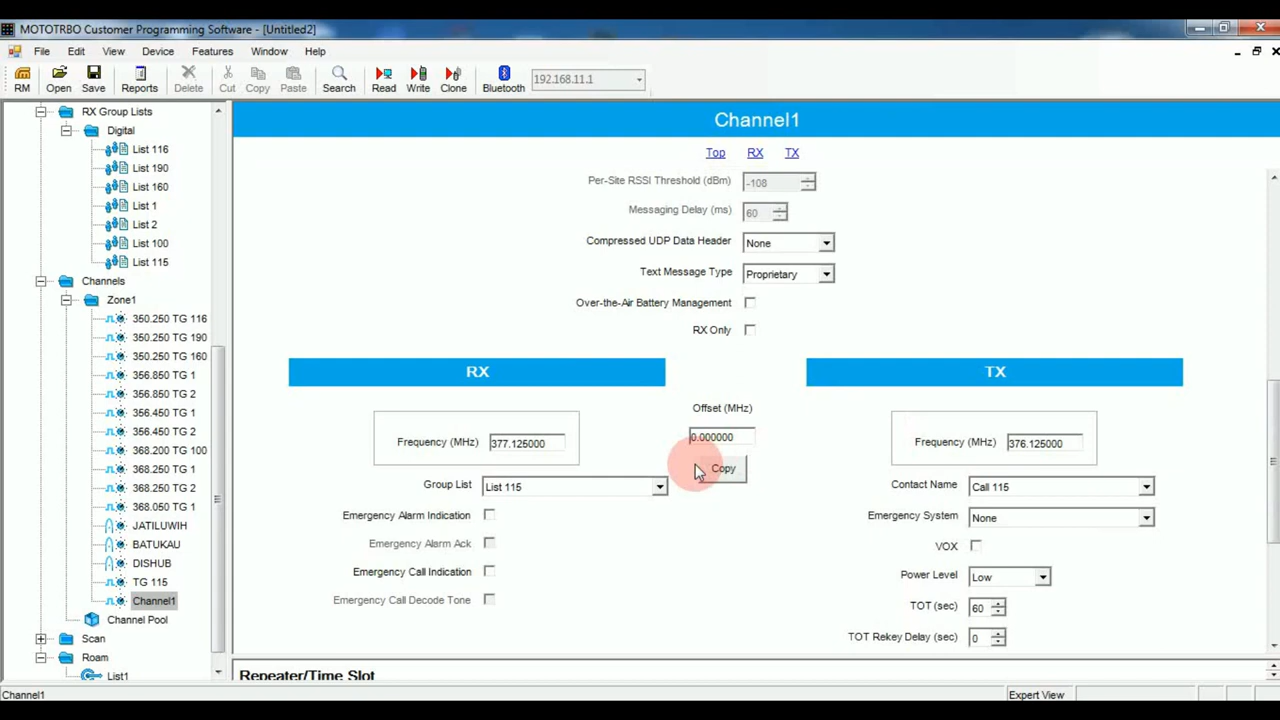 MOTOTRBO Customer Programming Software - [Untitled2]
File Edit View Device Features Window Help
RM Open Save Reports Delete Cut Copy Paste Search Read Write Clone Bluetooth 192.168.11.1
RX Group Lists
Digital
List 116
List 190
List 160
List 1
List 2
List 100
List 115
Channels
Zone1
350.250 TG 116
350.250 TG 190
350.250 TG 160
356.850 TG 1
356.850 TG 2
356.450 TG 1
356.450 TG 2
368.200 TG 100
368.250 TG 1
368.250 TG 2
368.050 TG 1
JATILUWIH
BATUKAU
DISHUB
TG 115
Channel1
Channel Pool
Scan
Roam
List1
Channel1
Top RX TX
Per-Site RSSI Threshold (dBm) -108
Messaging Delay (ms) 60
Compressed UDP Data Header None
Text Message Type Proprietary
Over-the-Air Battery Management
RX Only
RX
Frequency (MHz) 377.125000
Group List List 115
Emergency Alarm Indication
Emergency Alarm Ack
Emergency Call Indication
Emergency Call Decode Tone
Offset (MHz)
0.000000
Copy
TX
Frequency (MHz) 376.125000
Contact Name Call 115
Emergency System None
VOX
Power Level Low
TOT (sec) 60
TOT Rekey Delay (sec) 0
Repeater/Time Slot
Channel1 Expert View